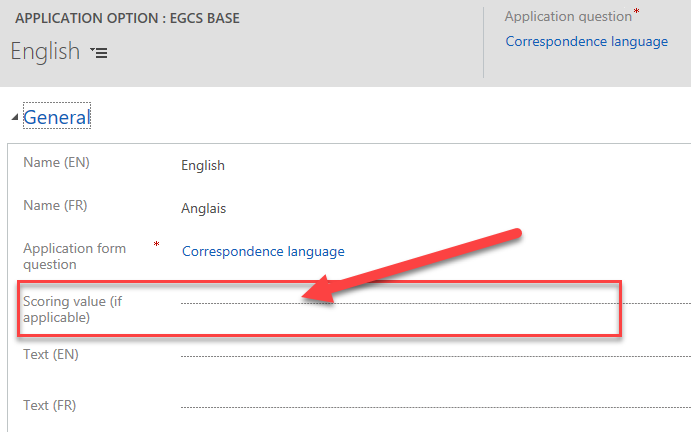 APPLICATION OPTION : EGCS BASE
English
Application question*
Correspondence language
General
Name (EN)
English
Name (FR)
Anglais
Application form
question
*
Correspondence language
Scoring value (if
applicable)
Text (EN)
Text (FR)